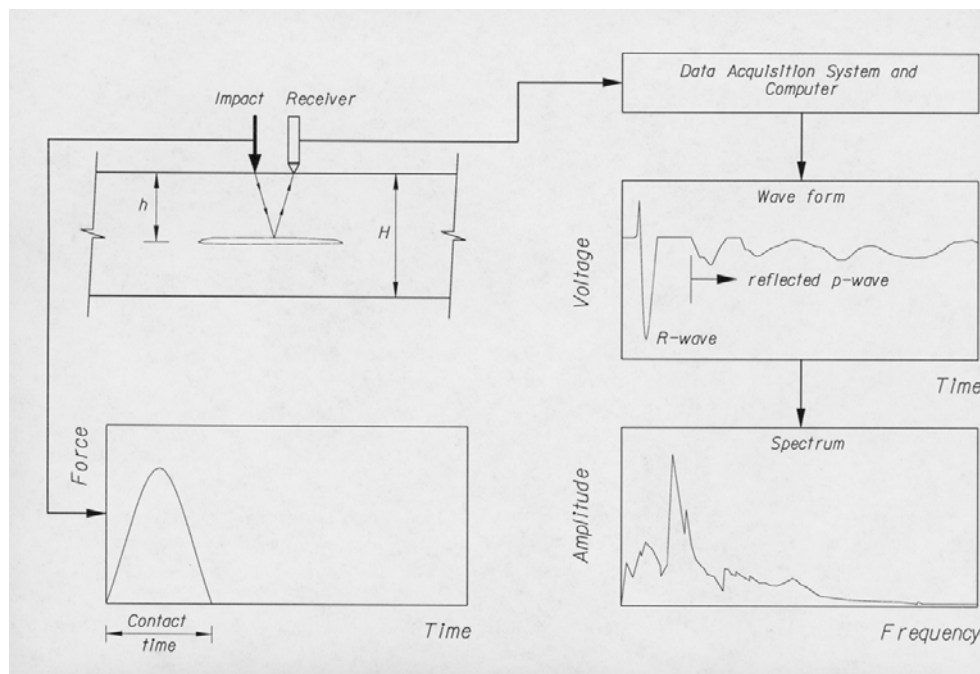 Data Acquisition System and
Computer
Impact
Receiver
h
H
Wave form
Voltage
reflected p-wave
R-wave
Time
Force
Spectrum
Amplitude
Contact
time
Time
Frequency